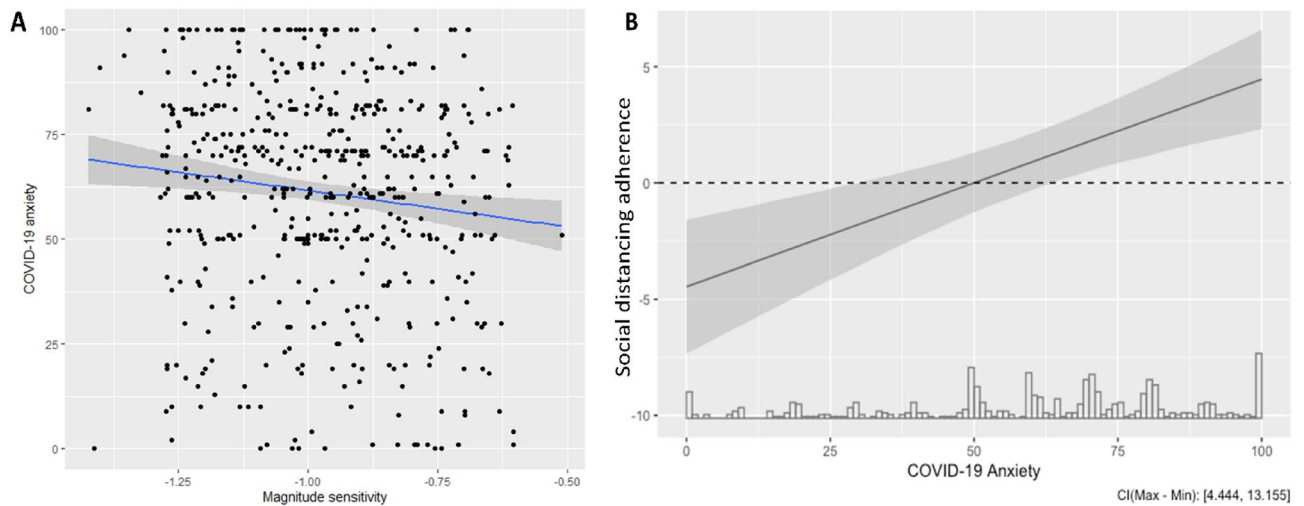 A
100
75
50
25
0
COVID-19 anxiety
-1.25
-1.00
-0.75
-0.50
Magnitude sensitivity
B
5
0
-5
-10
Social distancing adherence
0
25
50
75
100
COVID-19 Anxiety
CI(Max - Min): [4.444, 13.155]